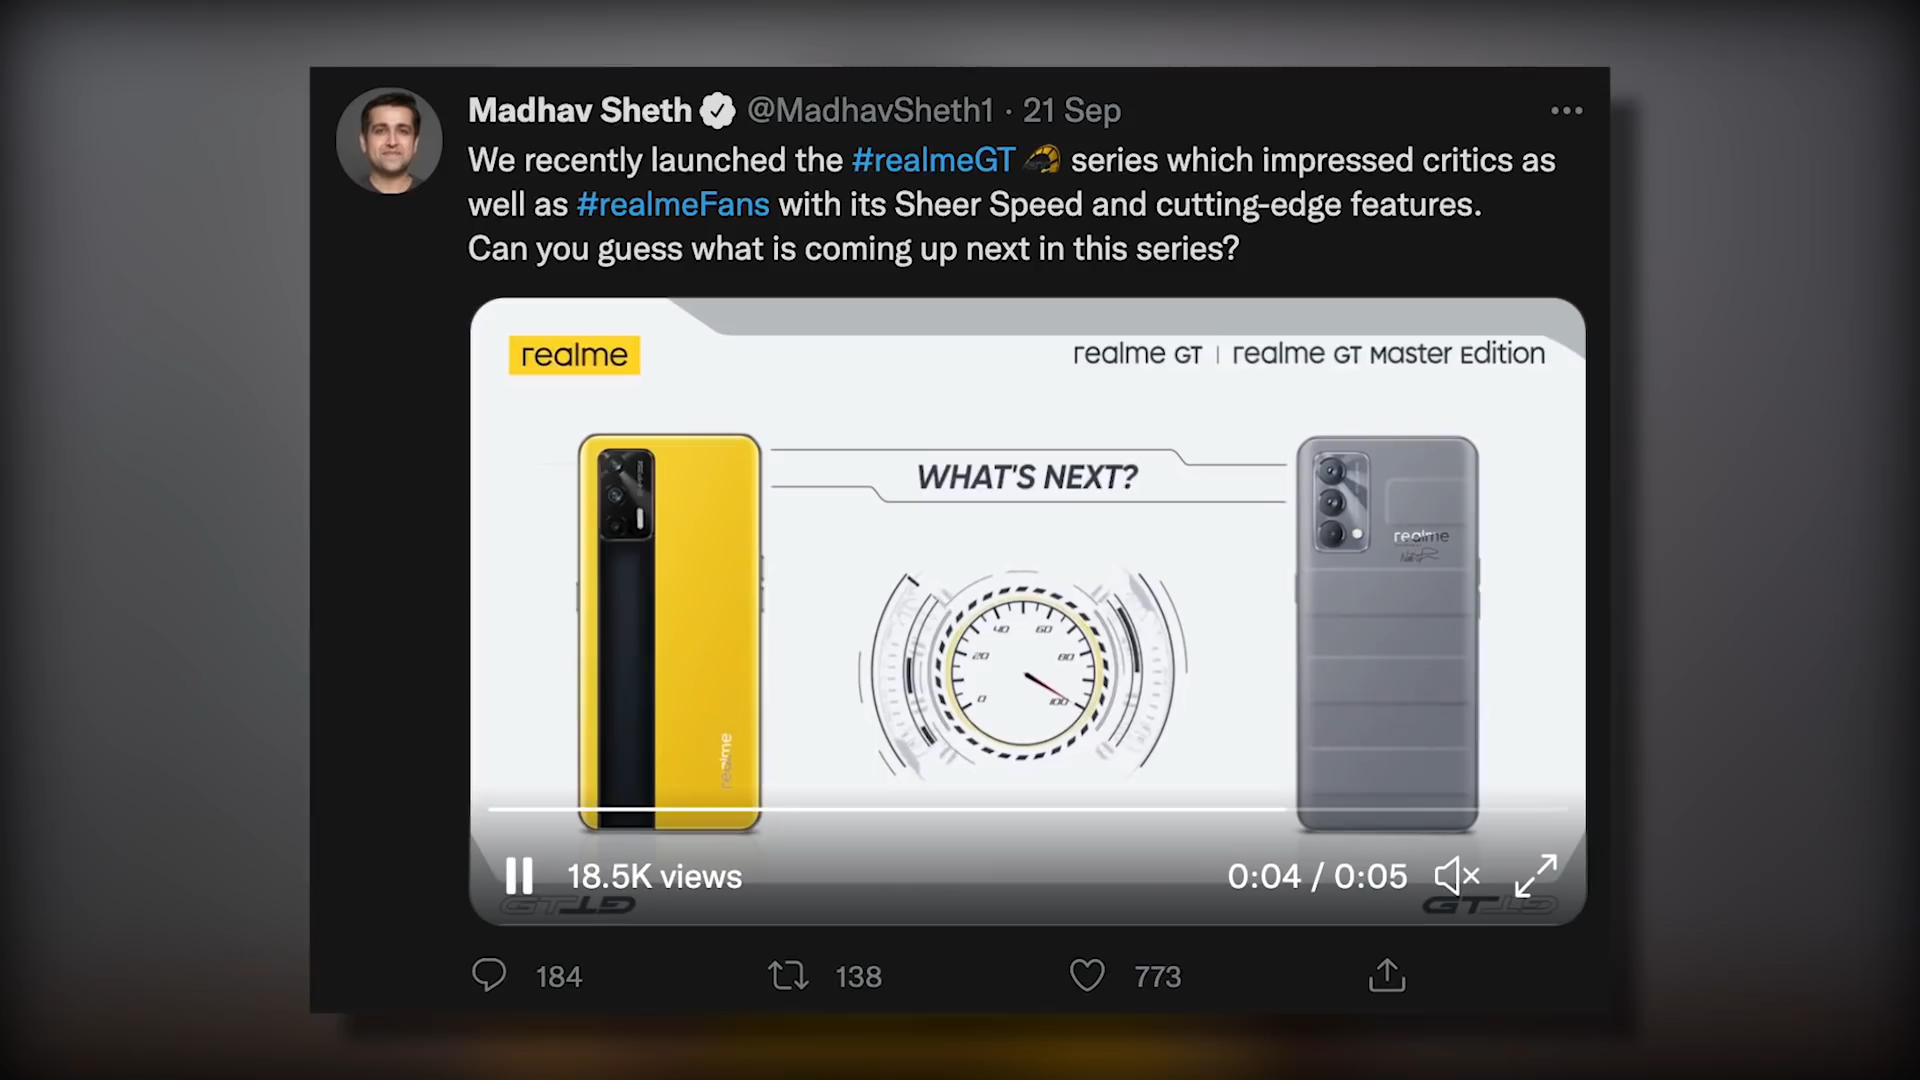 Madhav Sheth @MadhavSheth1 · 21 Sep
We recently launched the #realmeGT series which impressed critics as
well as #realmeFans with its Sheer Speed and cutting-edge features.
Can you guess what is coming up next in this series?
realme
realme GT | realme GT Master Edition
WHAT'S NEXT?
realme
realme
0 20 40 60 80 100
18.5K views
0:04 / 0:05
184
138
773